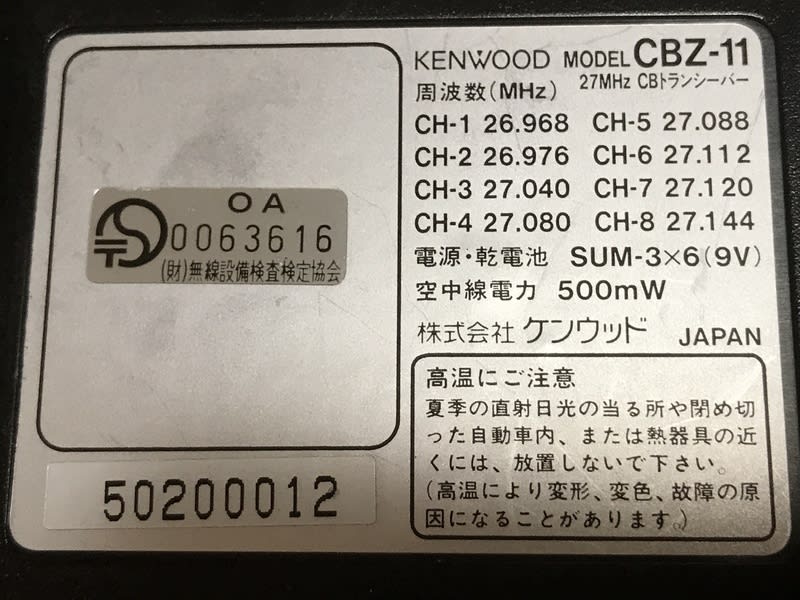 KENWOOD MODEL CBZ-11
27MHz CBトランシーバー
周波数(MHz)
CH-1 26.968 CH-5 27.088
CH-2 26.976 CH-6 27.112
CH-3 27.040 CH-7 27.120
CH-4 27.080 CH-8 27.144
電源・乾電池 SUM-3×6(9V)
空中線電力 500mW
株式会社 ケンウッド JAPAN
高温にご注意
夏季の直射日光の当る所や閉め切
った自動車内、または熱器具の近
くには、放置しないで下さい。
(高温により変形、変色、故障の原
因になることがあります。)
OA
0063616
(財)無線設備検査検定協会
50200012